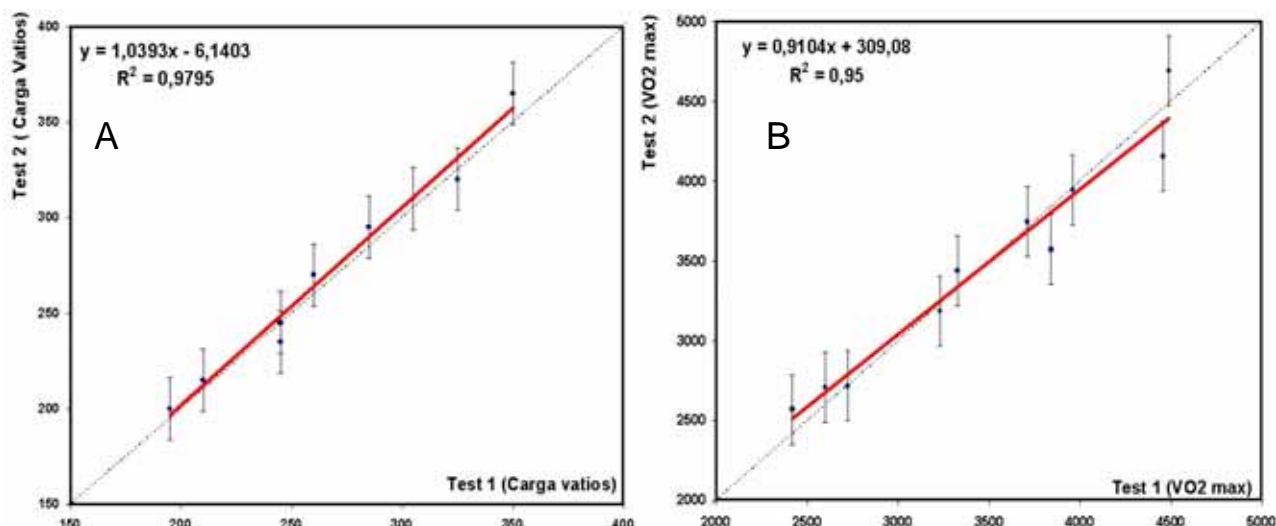 400
350
300
250
200
150
Test 2 ( Carga Vatios)
y = 1,0393x - 6,1403
R² = 0,9795
A
Test 1 (Carga vatios)
150
200
250
300
350
400
5000
4500
4000
3500
3000
2500
2000
Test 2 (VO2 max)
y = 0,9104x + 309,08
R² = 0,95
B
Test 1 (VO2 max)
2000
2500
3000
3500
4000
4500
5000